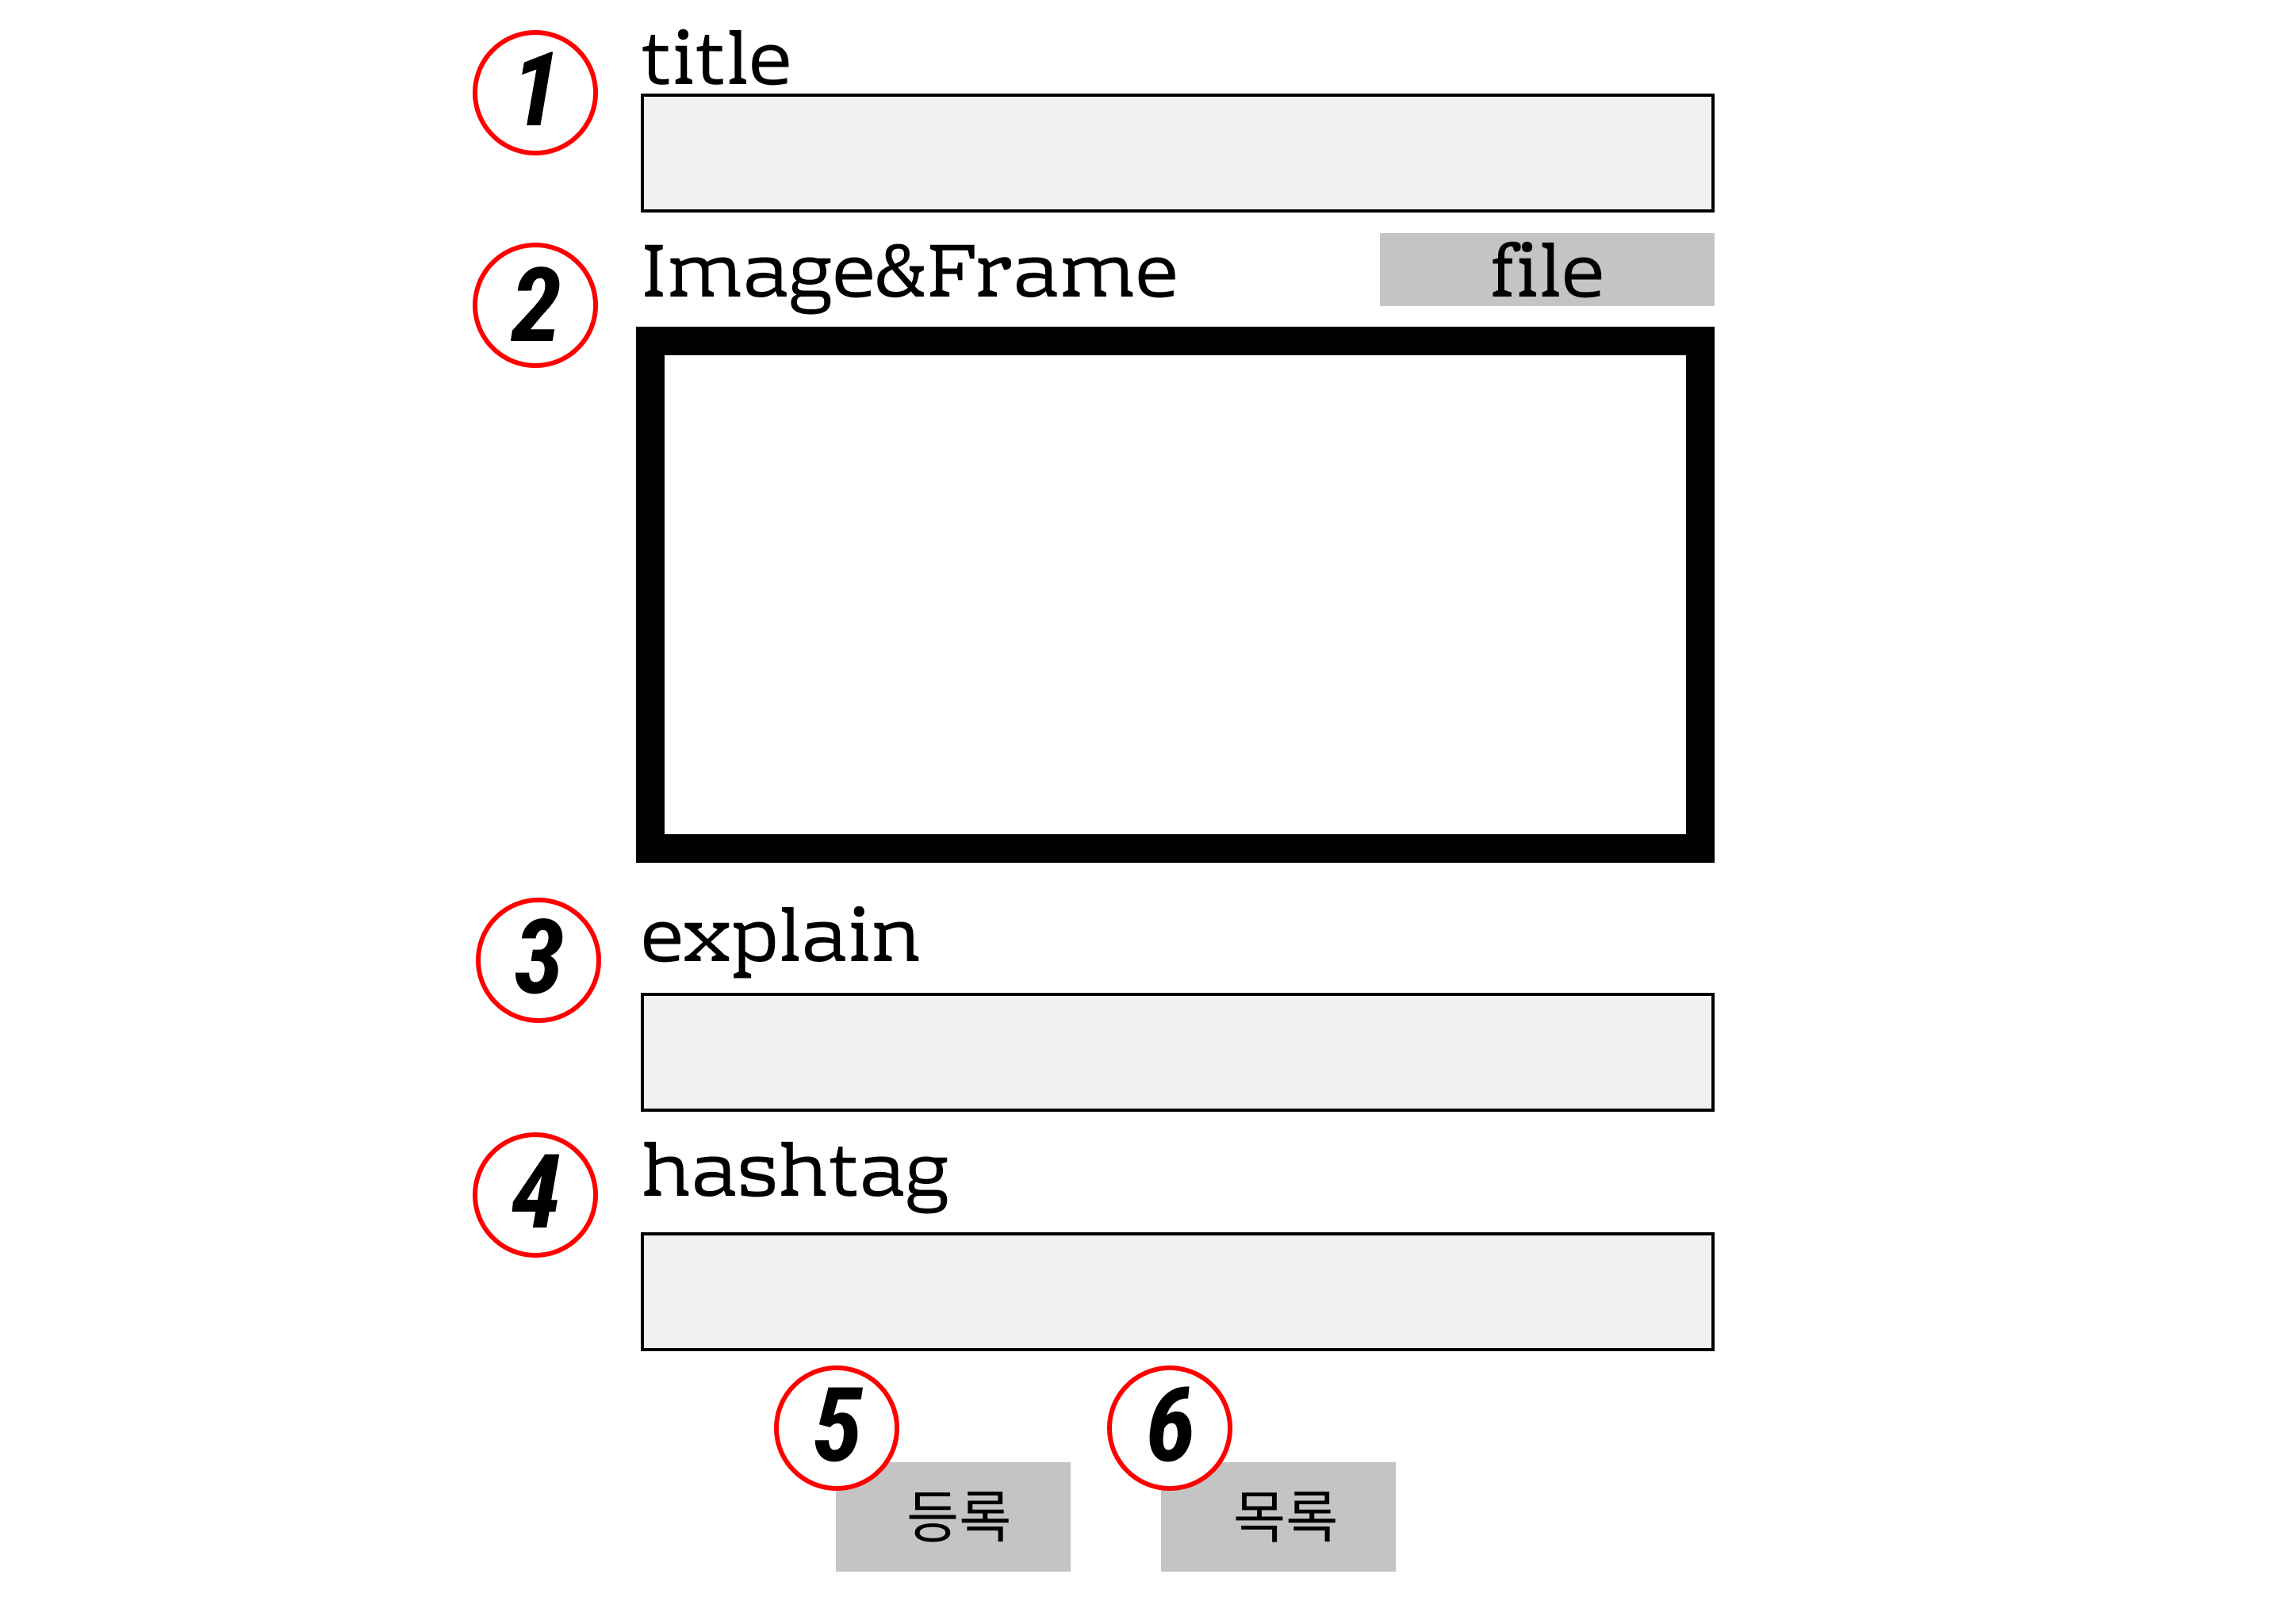 1 title
2 Image&Frame file
3 explain
4 hashtag
5 6
등록 목록